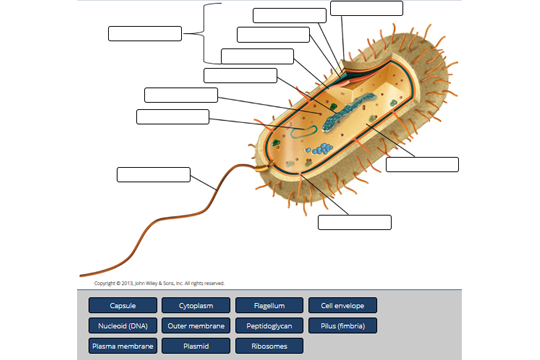 Copyright © 2013, John Wiley & Sons, Inc. All rights reserved.
Capsule Cytoplasm Flagellum Cell envelope
Nucleoid (DNA) Outer membrane Peptidoglycan Pilus (fimbria)
Plasma membrane Plasmid Ribosomes